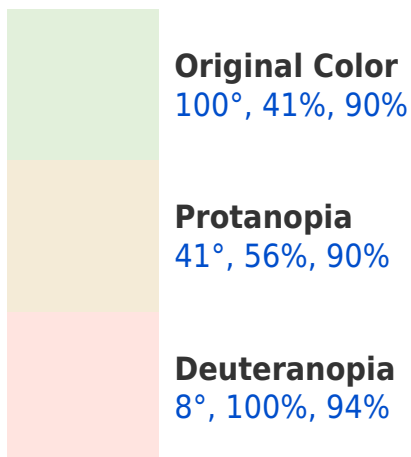 Original Color
100°, 41%, 90%
Protanopia
41°, 56%, 90%
Deuteranopia
8°, 100%, 94%